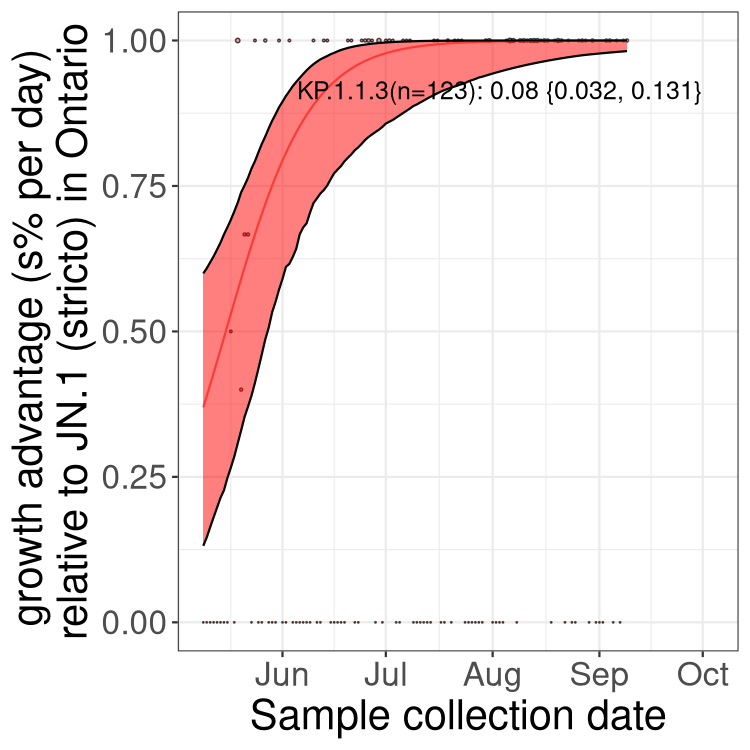 growth advantage (s% per day)
relative to JN.1 (stricto) in Ontario
1.00
0.75
0.50
0.25
0.00
KP.1.1.3(n=123): 0.08 {0.032, 0.131}
Jun Jul Aug Sep Oct
Sample collection date